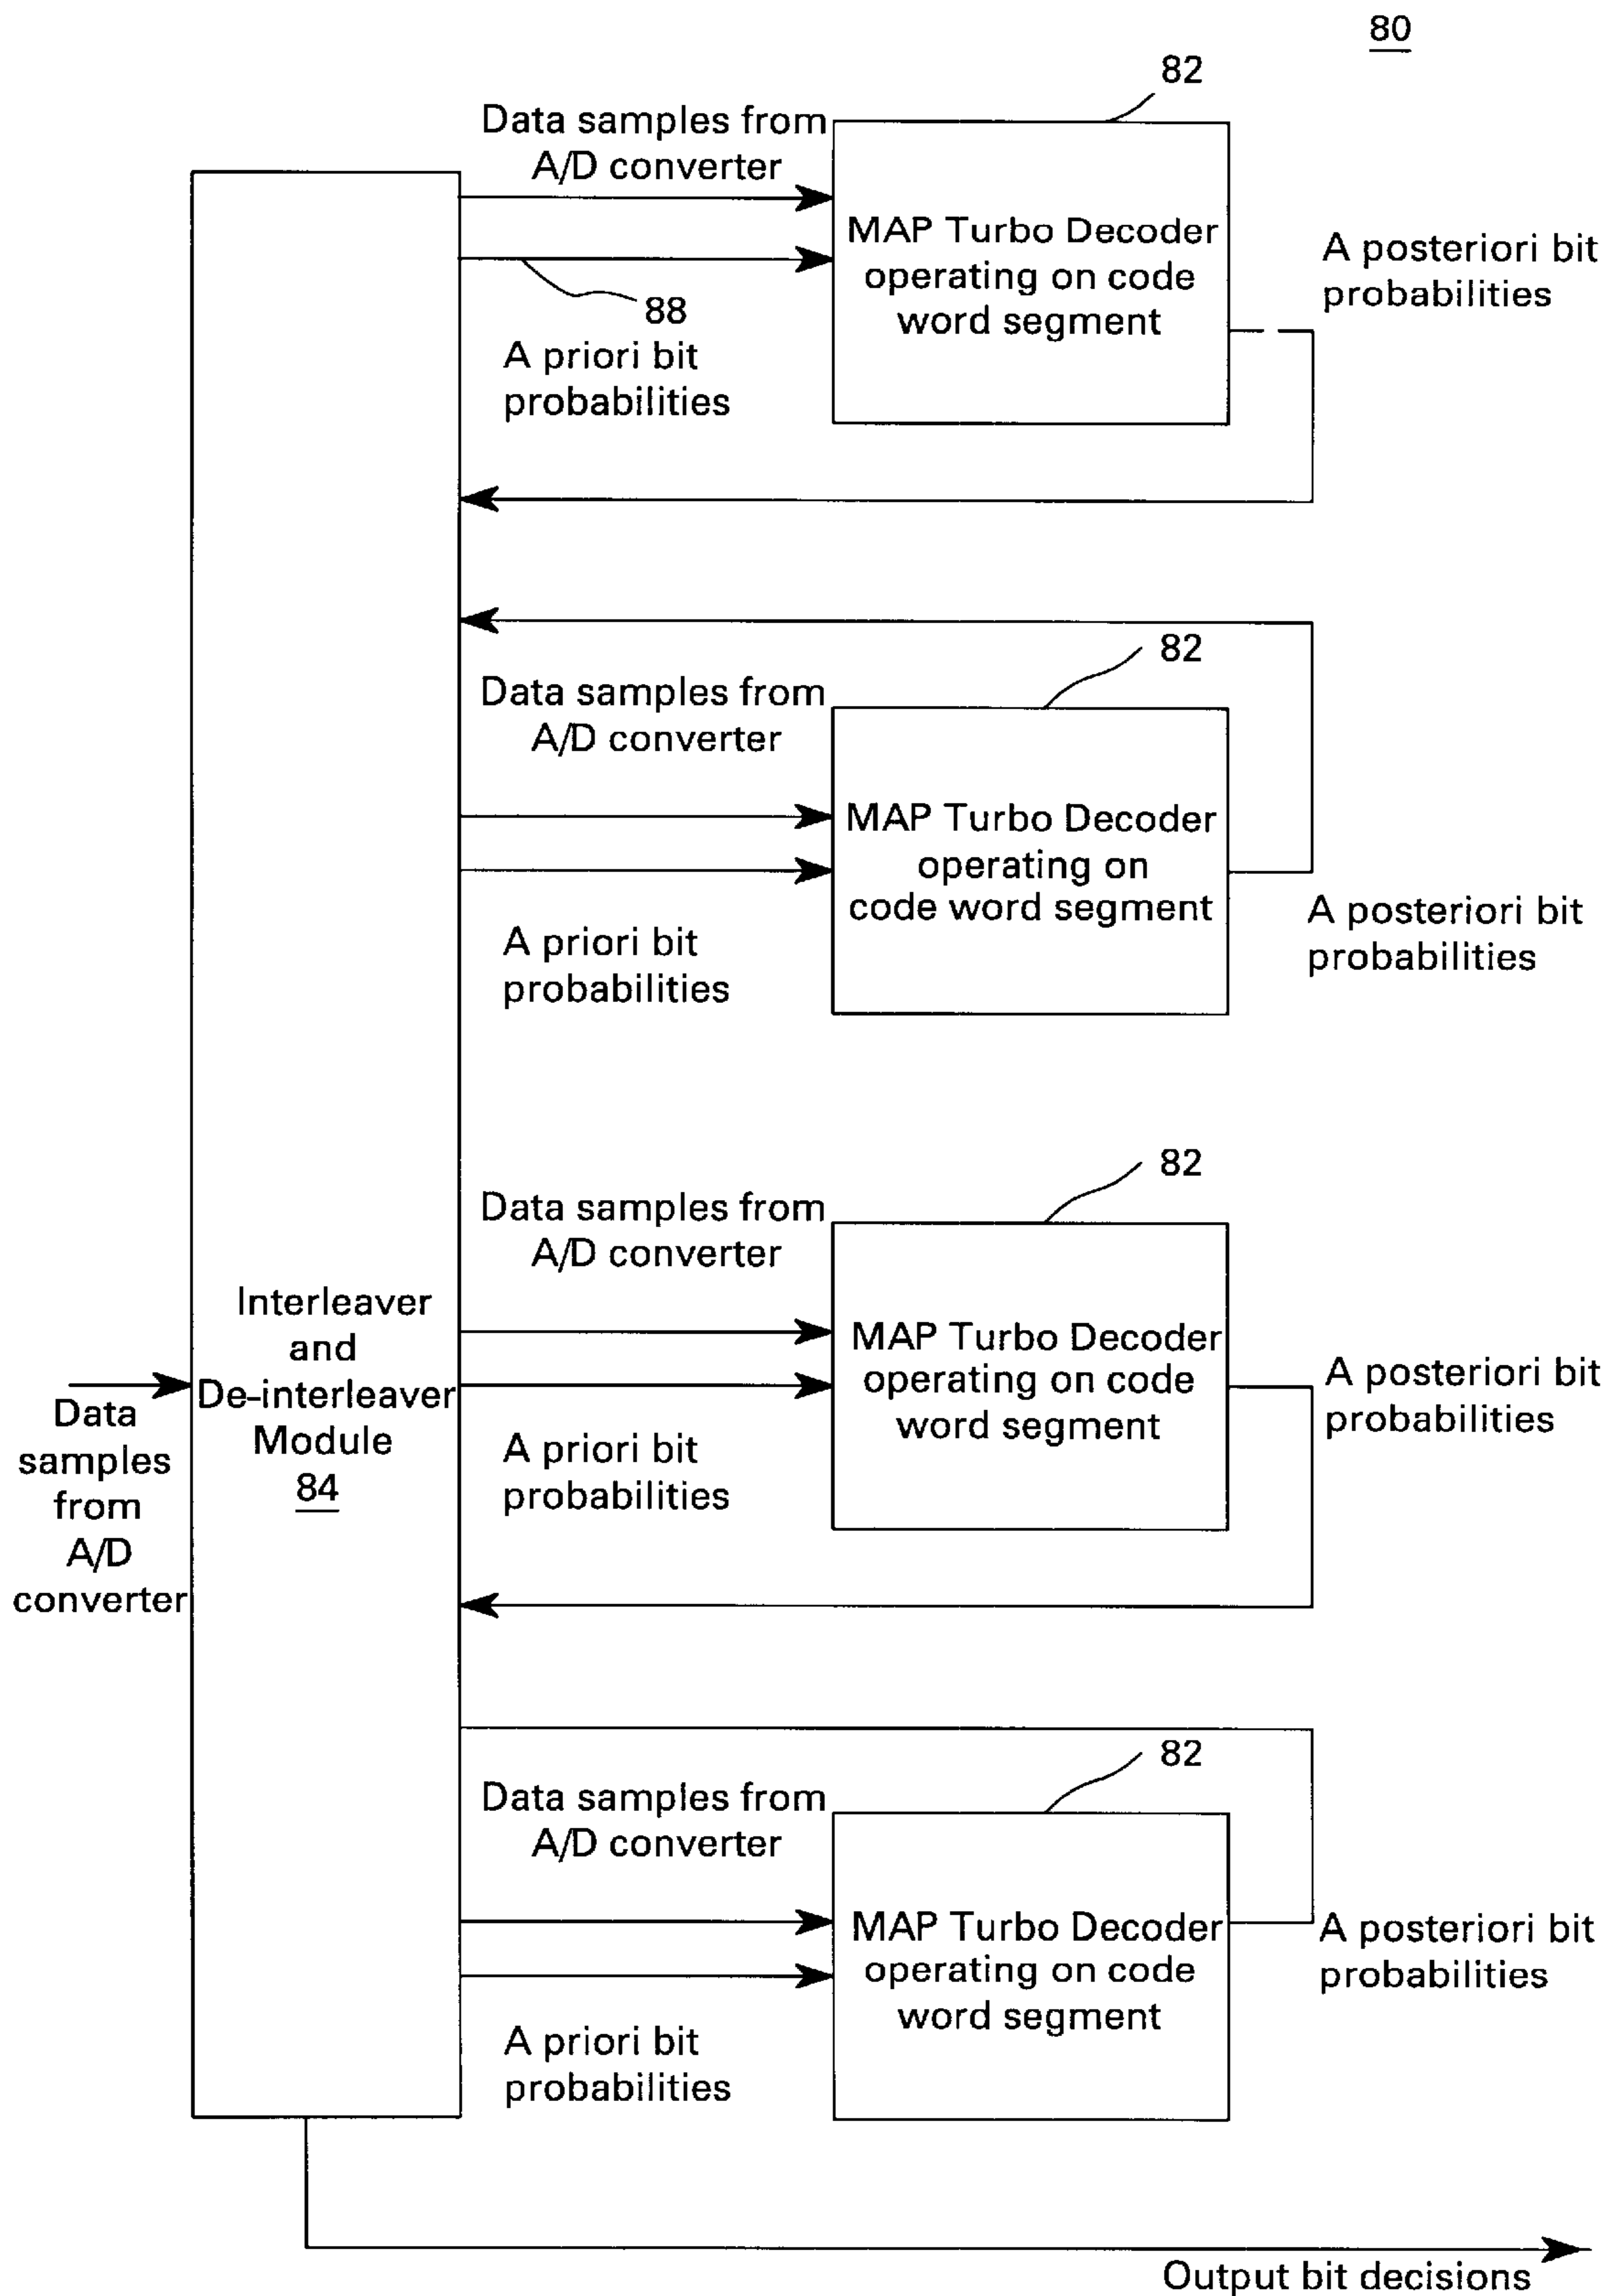 80
82
Data samples from
A/D converter
MAP Turbo Decoder
operating on code
word segment
A posteriori bit
probabilities
88
A priori bit
probabilities
82
Data samples from
A/D converter
MAP Turbo Decoder
operating on
code word segment
A posteriori bit
probabilities
A priori bit
probabilities
82
Data samples from
A/D converter
Interleaver
and
De-interleaver
Module
84
Data
samples
from
A/D
converter
MAP Turbo Decoder
operating on code
word segment
A posteriori bit
probabilities
A priori bit
probabilities
82
Data samples from
A/D converter
MAP Turbo Decoder
operating on code
word segment
A posteriori bit
probabilities
A priori bit
probabilities
Output bit decisions